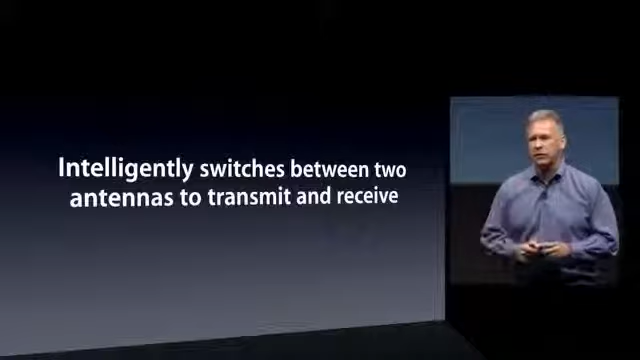 Intelligently switches between two
antennas to transmit and receive